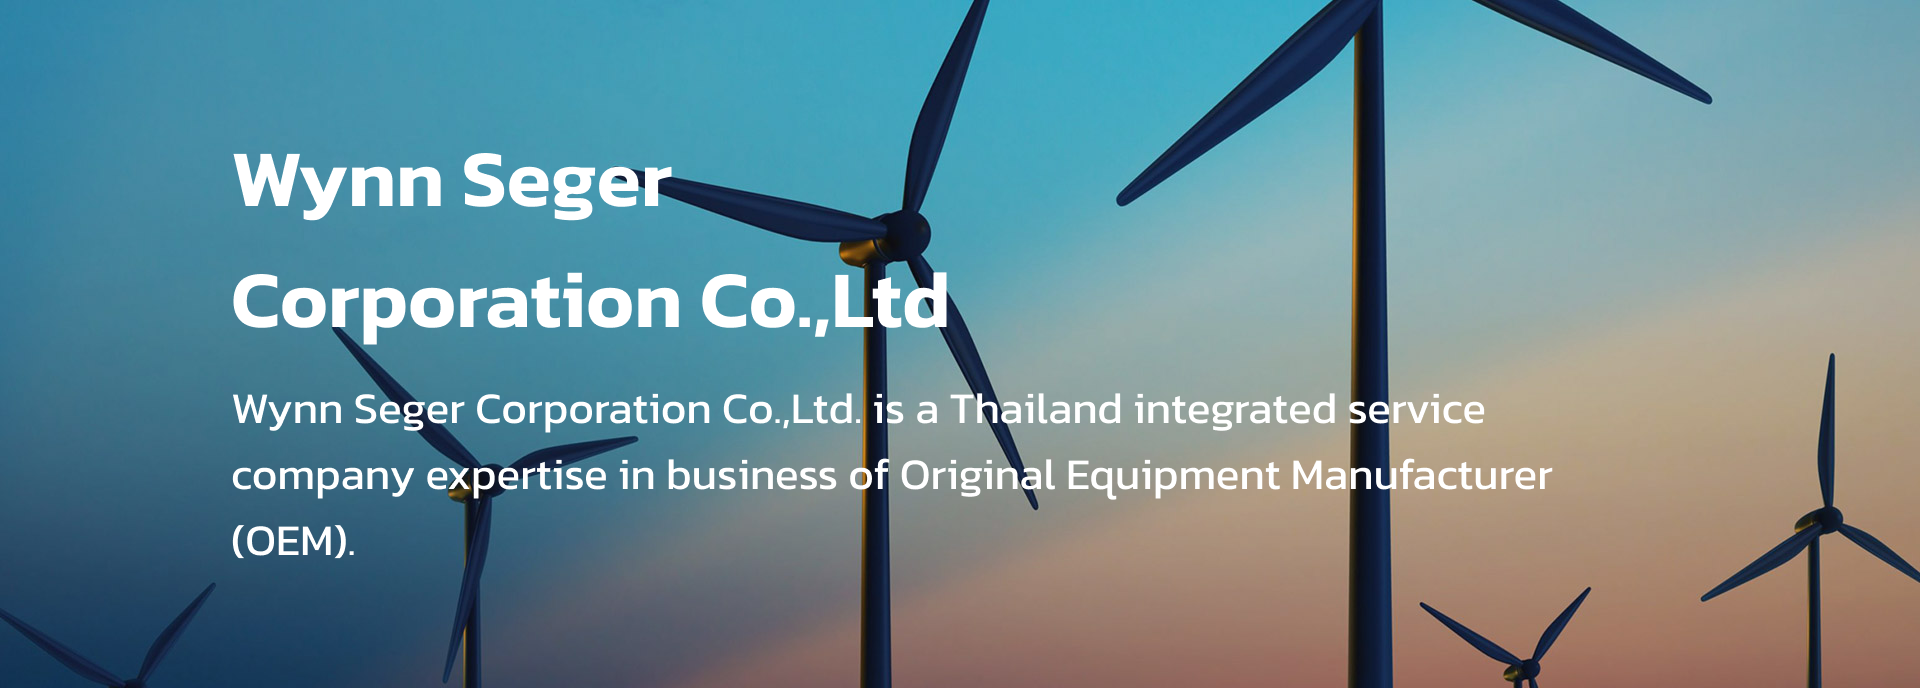 Wynn Seger
Corporation Co.,Ltd
Wynn Seger Corporation Co.,Ltd. is a Thailand integrated service
company expertise in business of Original Equipment Manufacturer
(OEM).